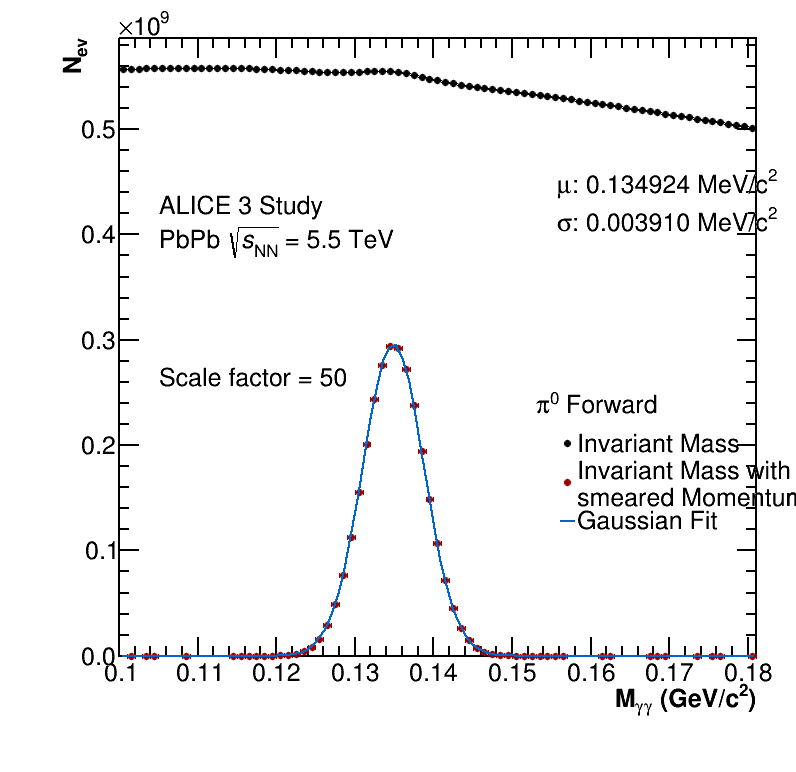 ×10⁹
N_ev
0.5
0.4
0.3
0.2
0.1
0.0
ALICE 3 Study
PbPb √s_NN = 5.5 TeV
μ: 0.134924 MeV/c²
σ: 0.003910 MeV/c²
Scale factor = 50
π⁰ Forward
Invariant Mass
Invariant Mass with
smeared Momentum
Gaussian Fit
0.1 0.11 0.12 0.13 0.14 0.15 0.16 0.17 0.18
M_γγ (GeV/c²)